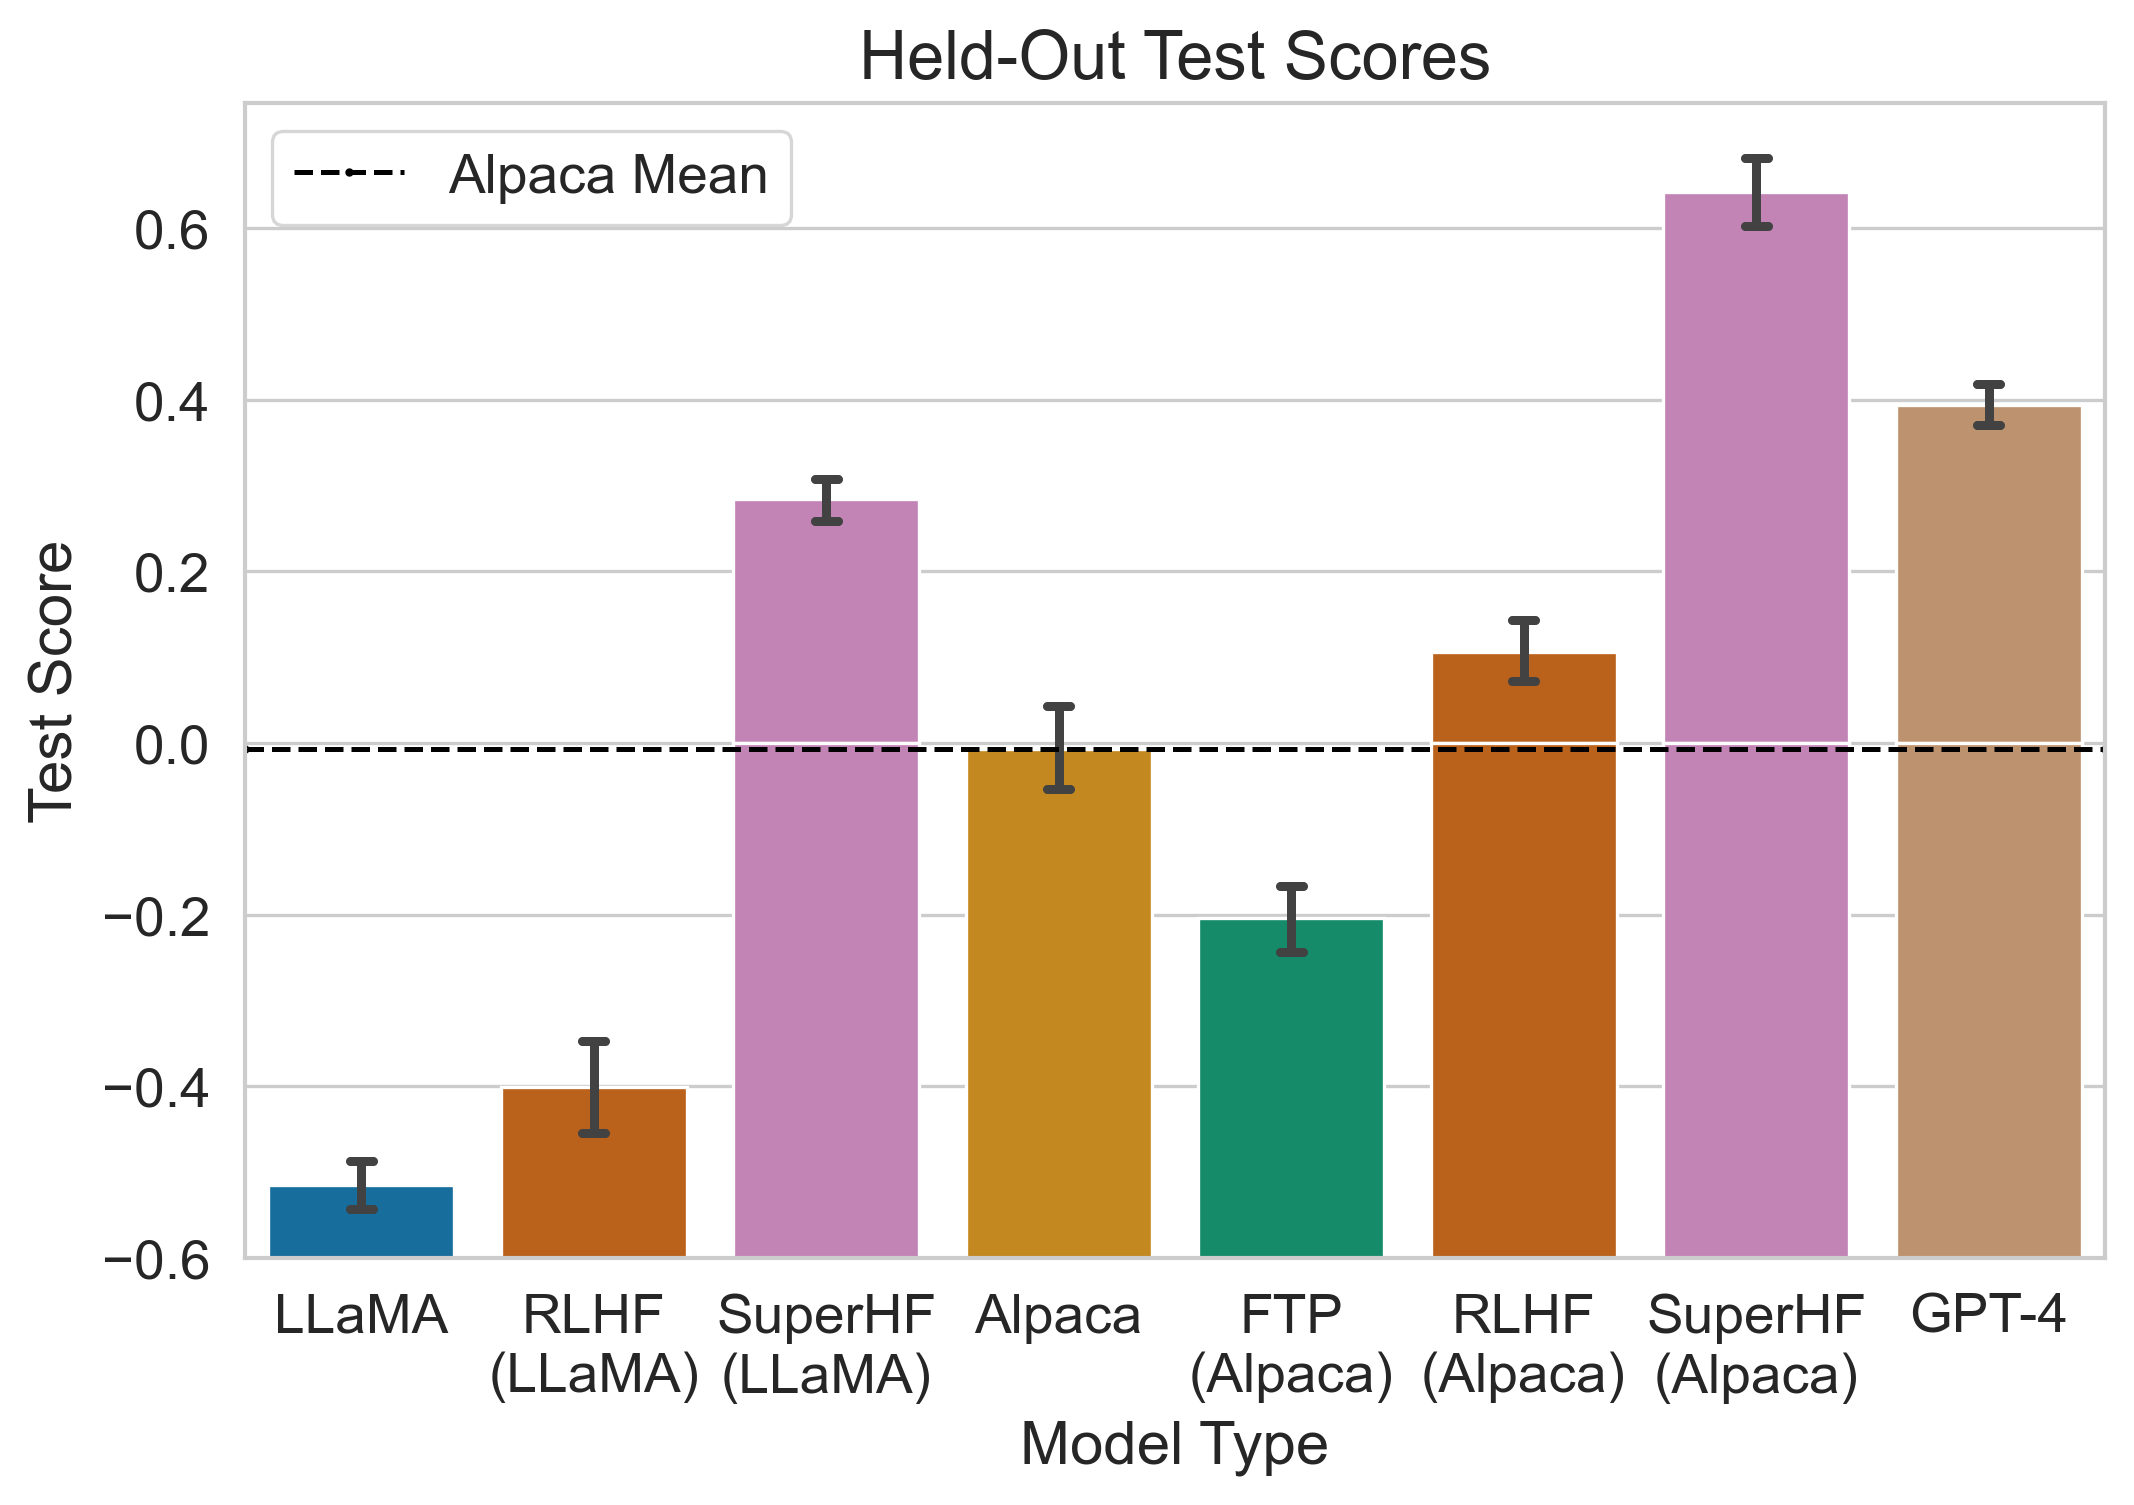 Held-Out Test Scores
Alpaca Mean
0.6
0.4
0.2
0.0
−0.2
−0.4
−0.6
Test Score
LLaMA
RLHF
(LLaMA)
SuperHF
(LLaMA)
Alpaca
FTP
(Alpaca)
RLHF
(Alpaca)
SuperHF
(Alpaca)
GPT-4
Model Type